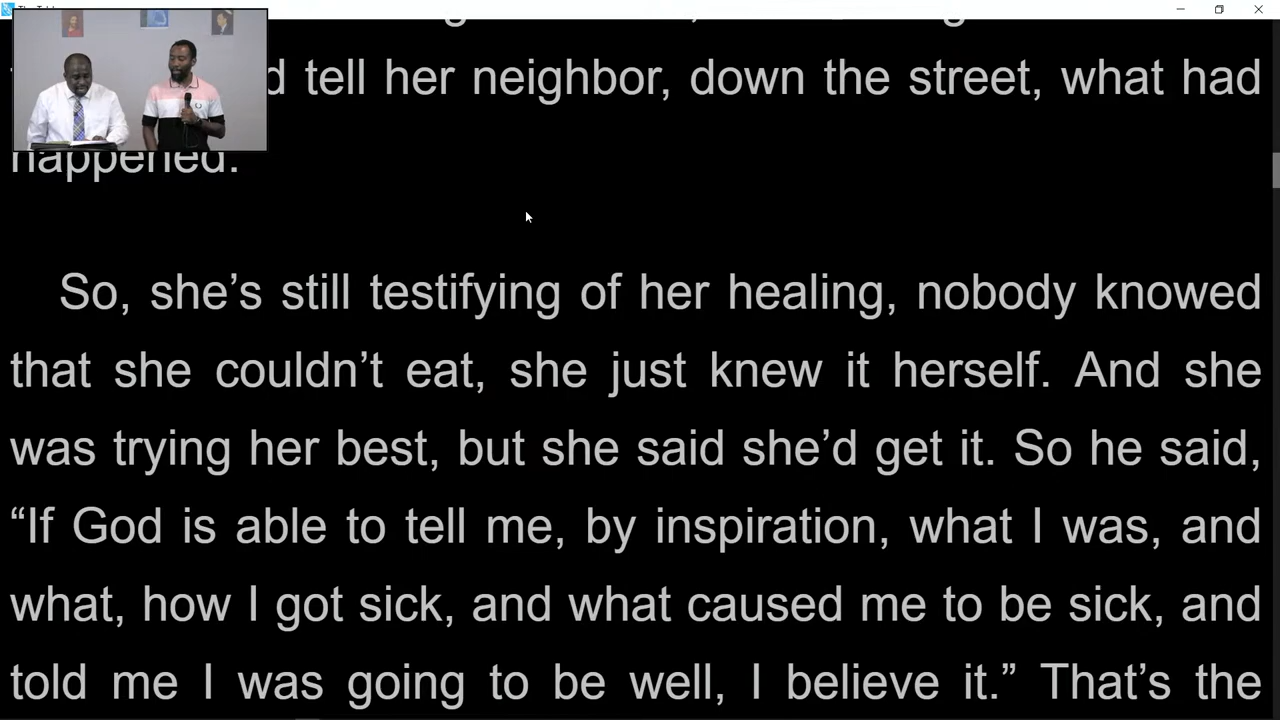 d tell her neighbor, down the street, what had
happened.
So, she’s still testifying of her healing, nobody knowed
that she couldn’t eat, she just knew it herself. And she
was trying her best, but she said she’d get it. So he said,
“If God is able to tell me, by inspiration, what I was, and
what, how I got sick, and what caused me to be sick, and
told me I was going to be well, I believe it.” That’s the